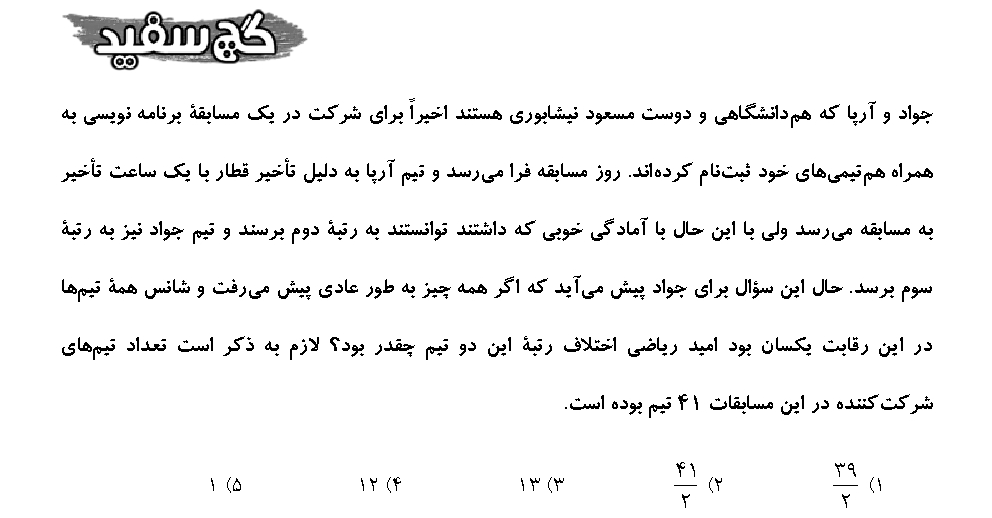 گچ سفید
جواد و آرپا که هم‌دانشگاهی و دوست مسعود نیشابوری هستند اخیراً برای شرکت در یک مسابقهٔ برنامه نویسی به
همراه هم‌تیمی‌های خود ثبت‌نام کرده‌اند. روز مسابقه فرا می‌رسد و تیم آرپا به دلیل تأخیر قطار با یک ساعت تأخیر
به مسابقه می‌رسد ولی با این حال با آمادگی خوبی که داشتند توانستند به رتبهٔ دوم برسند و تیم جواد نیز به رتبهٔ
سوم برسد. حال این سؤال برای جواد پیش می‌آید که اگر همه چیز به طور عادی پیش می‌رفت و شانس همهٔ تیم‌ها
در این رقابت یکسان بود امید ریاضی اختلاف رتبهٔ این دو تیم چقدر بود؟ لازم به ذکر است تعداد تیم‌های
شرکت‌کننده در این مسابقات ۴۱ تیم بوده است.
۱) ۳۹/۲ ۲) ۴۱/۲ ۳) ۱۳ ۴) ۱۲ ۵) ۱